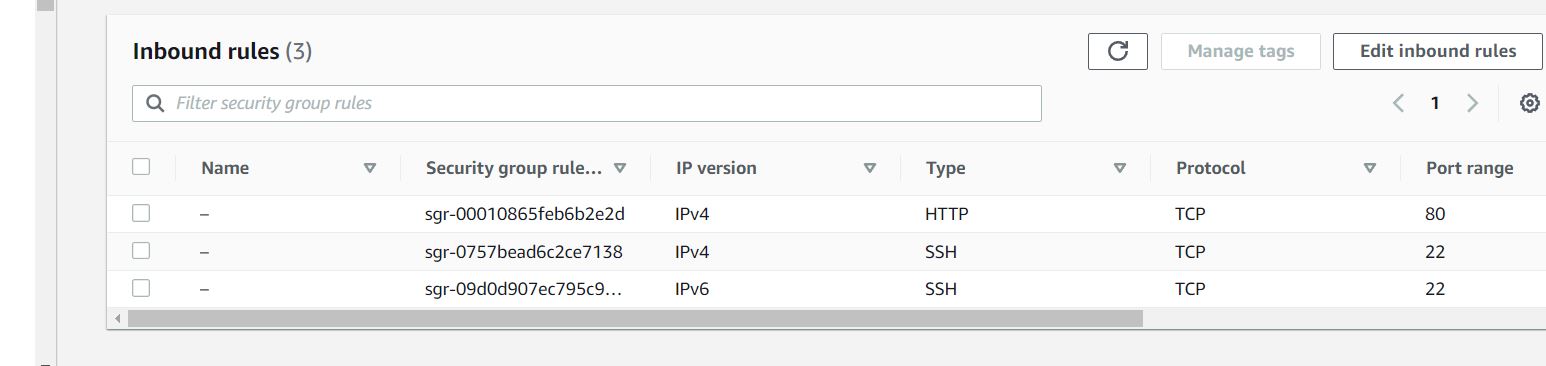 Inbound rules (3)
Manage tags
Edit inbound rules
Filter security group rules
1
Name Security group rule... IP version Type Protocol Port range
– sgr-00010865feb6b2e2d IPv4 HTTP TCP 80
– sgr-0757bead6c2ce7138 IPv4 SSH TCP 22
– sgr-09d0d907ec795c9... IPv6 SSH TCP 22